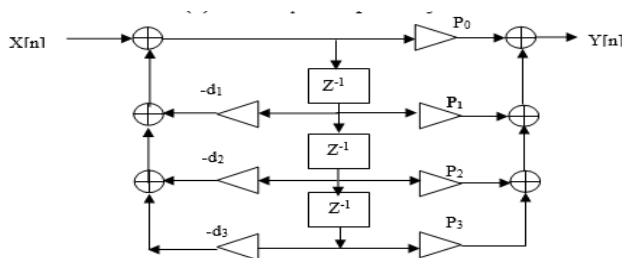 P₀
X[n]
Y[n]
Z⁻¹
-d₁
P₁
Z⁻¹
-d₂
P₂
Z⁻¹
-d₃
P₃